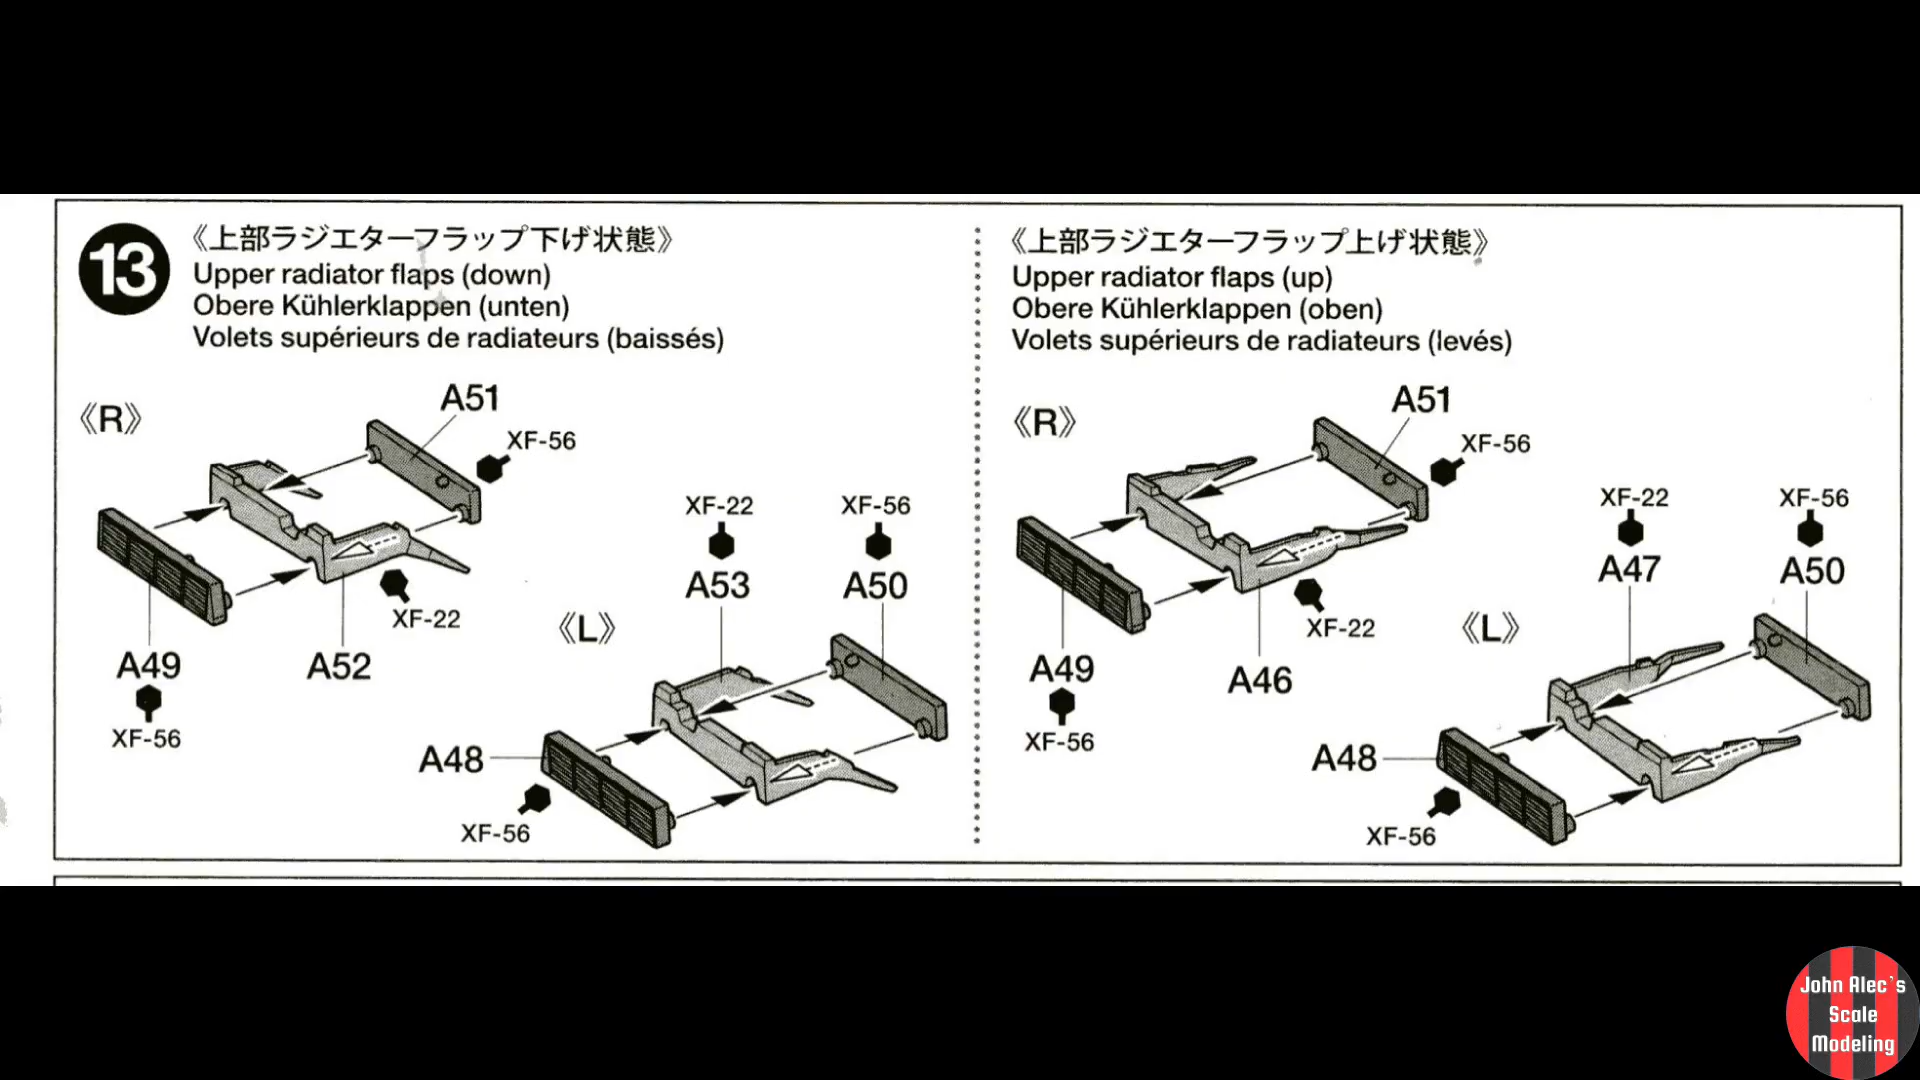 13
《上部ラジエターフラップ下げ状態》
Upper radiator flaps (down)
Obere Kühlerklappen (unten)
Volets supérieurs de radiateurs (baissés)
《R》
A51
XF-56
XF-22
A49
XF-56
A52
《L》
XF-22
A53
XF-56
A50
A48
XF-56
《上部ラジエターフラップ上げ状態》
Upper radiator flaps (up)
Obere Kühlerklappen (oben)
Volets supérieurs de radiateurs (levés)
《R》
A51
XF-56
XF-22
A49
XF-56
A46
《L》
XF-22
A47
XF-56
A50
A48
XF-56
John Alec's
Scale
Modeling